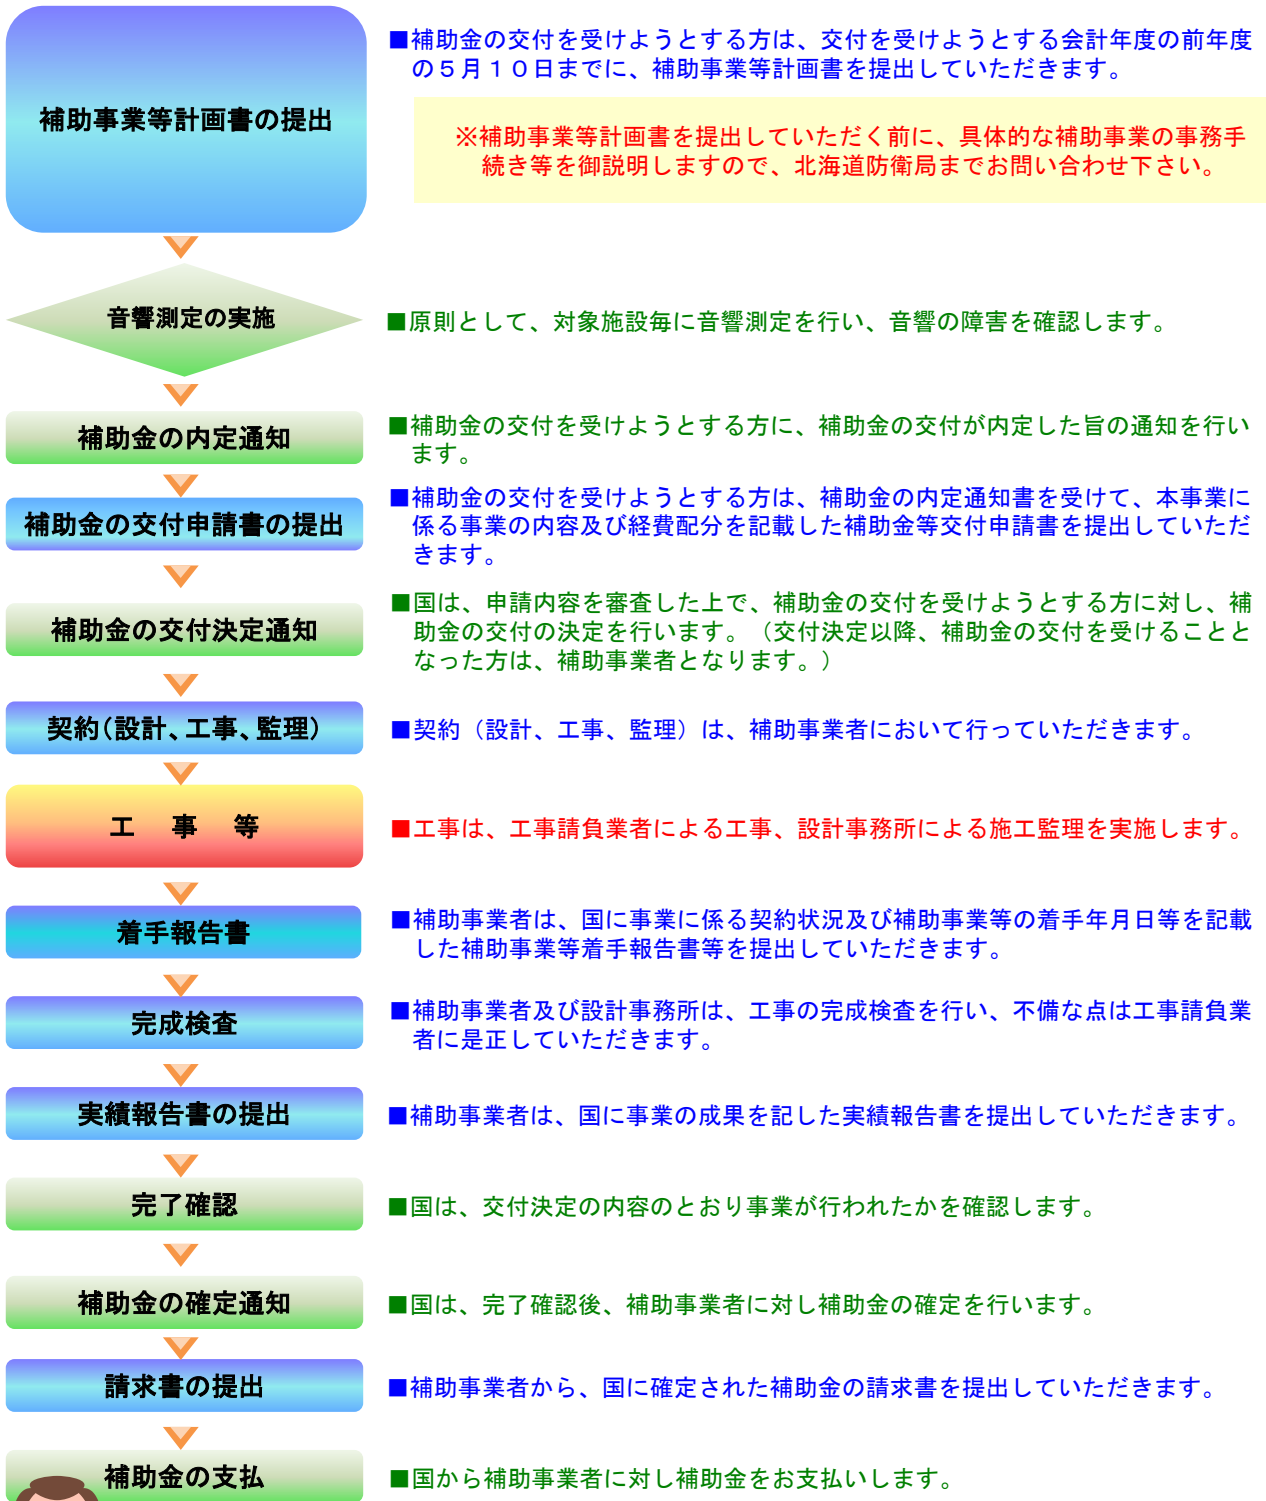 補助事業等計画書の提出
■補助金の交付を受けようとする方は、交付を受けようとする会計年度の前年度
の５月１０日までに、補助事業等計画書を提出していただきます。
※補助事業等計画書を提出していただく前に、具体的な補助事業の事務手
続き等を御説明しますので、北海道防衛局までお問い合わせ下さい。
音響測定の実施
■原則として、対象施設毎に音響測定を行い、音響の障害を確認します。
補助金の内定通知
■補助金の交付を受けようとする方に、補助金の交付が内定した旨の通知を行い
ます。
補助金の交付申請書の提出
■補助金の交付を受けようとする方は、補助金の内定通知書を受けて、本事業に
係る事業の内容及び経費配分を記載した補助金等交付申請書を提出していただ
きます。
補助金の交付決定通知
■国は、申請内容を審査した上で、補助金の交付を受けようとする方に対し、補
助金の交付の決定を行います。（交付決定以降、補助金の交付を受けることと
なった方は、補助事業者となります。）
契約（設計、工事、監理）
■契約（設計、工事、監理）は、補助事業者において行っていただきます。
工　事　等
■工事は、工事請負業者による工事、設計事務所による施工監理を実施します。
着手報告書
■補助事業者は、国に事業に係る契約状況及び補助事業等の着手年月日等を記載
した補助事業等着手報告書等を提出していただきます。
完成検査
■補助事業者及び設計事務所は、工事の完成検査を行い、不備な点は工事請負業
者に是正していただきます。
実績報告書の提出
■補助事業者は、国に事業の成果を記した実績報告書を提出していただきます。
完了確認
■国は、交付決定の内容のとおり事業が行われたかを確認します。
補助金の確定通知
■国は、完了確認後、補助事業者に対し補助金の確定を行います。
請求書の提出
■補助事業者から、国に確定された補助金の請求書を提出していただきます。
補助金の支払
■国から補助事業者に対し補助金をお支払いします。